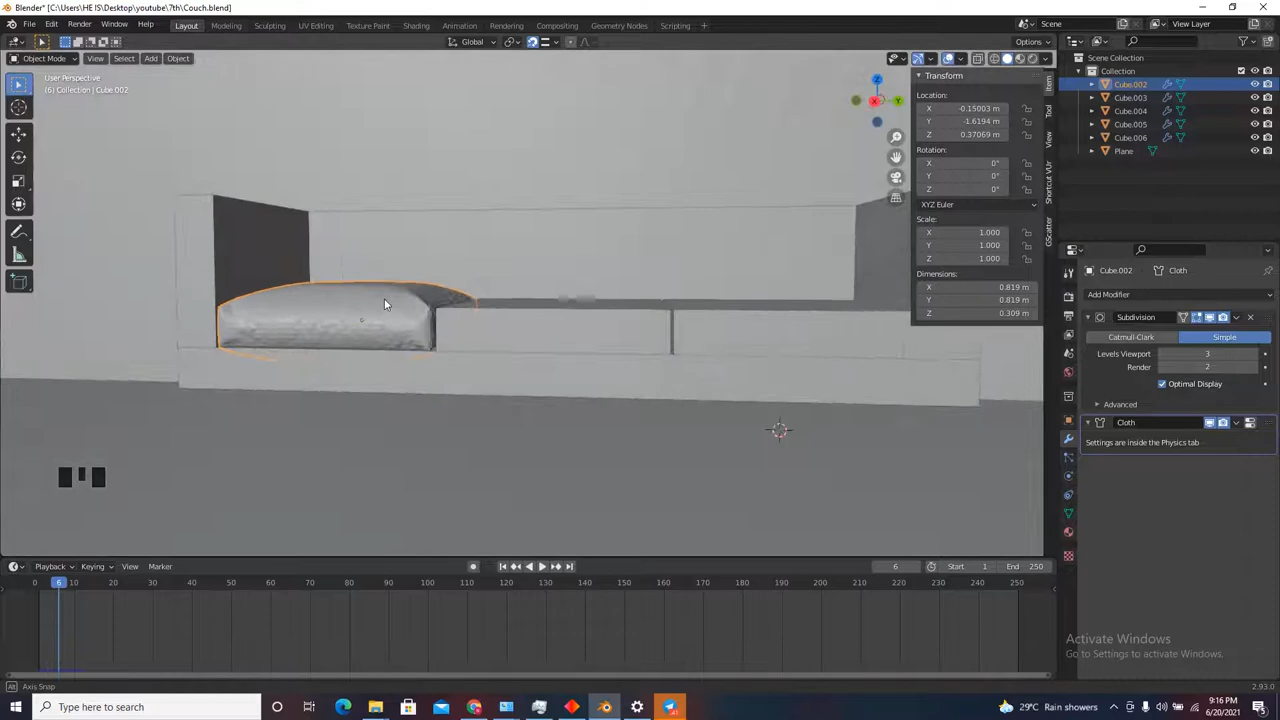 Blender* [C:\Users\HE IS\Desktop\youtube\7th\Couch.blend]
File Edit Render Window Help Layout Modeling Sculpting UV Editing Texture Paint Shading Animation Rendering Compositing Geometry Nodes Scripting + Scene View Layer
Global Options
Object Mode View Select Add Object
User Perspective
(6) Collection | Cube.002
Transform
Location:
X -0.15003 m
Y -1.6194 m
Z 0.37069 m
Rotation:
X 0°
Y 0°
Z 0°
XYZ Euler
Scale:
X 1.000
Y 1.000
Z 1.000
Dimensions:
X 0.819 m
Y 0.819 m
Z 0.309 m
Item
Tool
View
Shortcut VUr
GScatter
Z
X
Y
Scene Collection
Collection
Cube.002
Cube.003
Cube.004
Cube.005
Cube.006
Plane
Cube.002 > Cloth
Add Modifier
Subdivision
Catmull-Clark Simple
Levels Viewport 3
Render 2
Optimal Display
Advanced
Cloth
Settings are inside the Physics tab
Playback Keying View Marker 6 Start 1 End 250
0 6 10 20 30 40 50 60 70 80 90 100 110 120 130 140 150 160 170 180 190 200 210 220 230 240 250
Activate Windows
Go to Settings to activate Windows.
Alt Axis Snap 2.93.0
Type here to search
29°C Rain showers
9:16 PM
6/20/2021